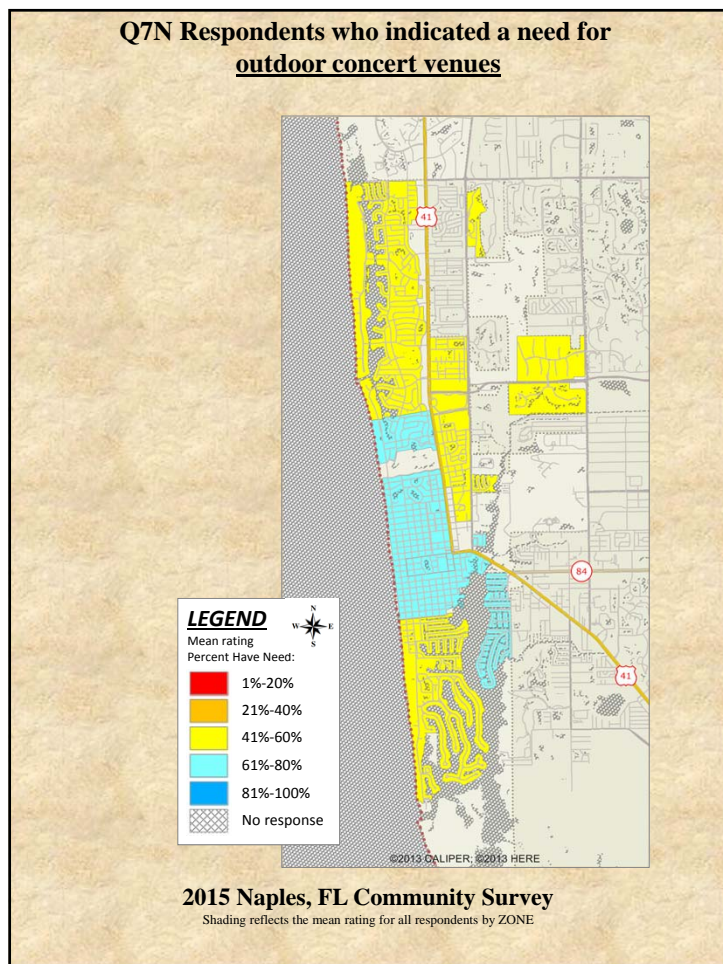 Q7N Respondents who indicated a need for
outdoor concert venues
41
84
41
LEGEND
Mean rating
Percent Have Need:
N
W E
S
1%-20%
21%-40%
41%-60%
61%-80%
81%-100%
No response
©2013 CALIPER; ©2013 HERE
2015 Naples, FL Community Survey
Shading reflects the mean rating for all respondents by ZONE